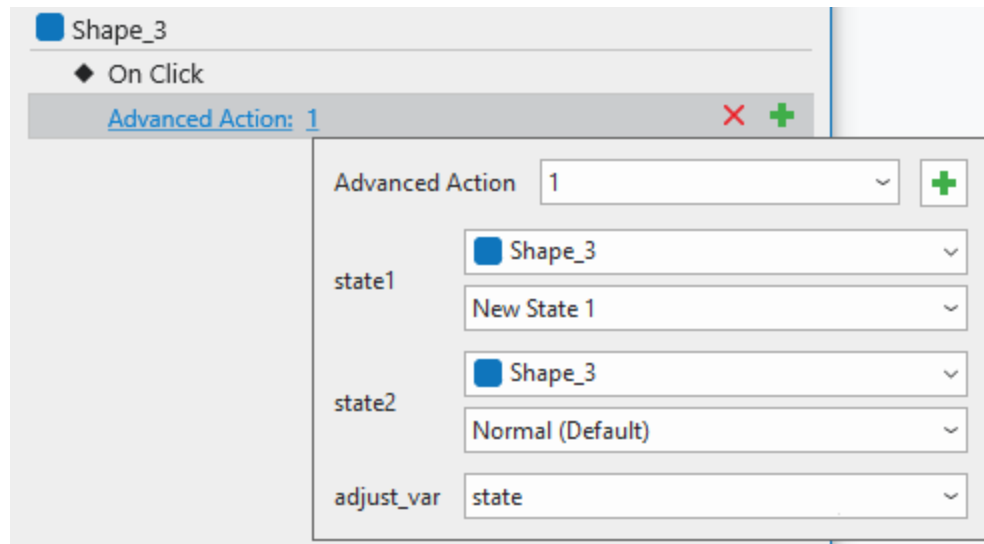 Shape_3
On Click
Advanced Action: 1
Advanced Action 1
Shape_3
state1
New State 1
Shape_3
state2
Normal (Default)
adjust_var state